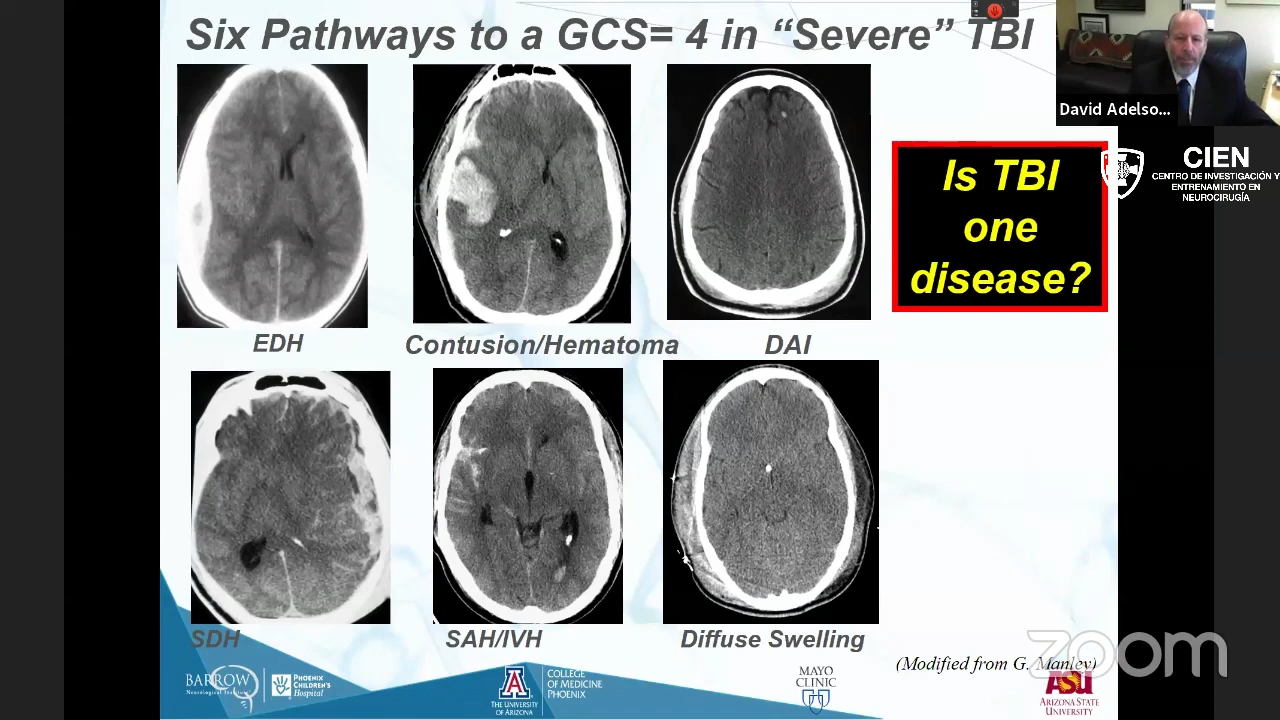 Six Pathways to a GCS= 4 in “Severe” TBI
David Adelso...
CIEN
CENTRO DE INVESTIGACIÓN Y
ENTRENAMIENTO EN
NEUROCIRUGÍA
Is TBI
one
disease?
EDH
Contusion/Hematoma
DAI
SDH
SAH/IVH
Diffuse Swelling
(Modified from G. Manley)
zoom
BARROW
Neurological Institute
PHOENIX
CHILDREN'S
Hospital
THE UNIVERSITY
OF ARIZONA
COLLEGE
OF MEDICINE
PHOENIX
MAYO
CLINIC
ASU
ARIZONA STATE
UNIVERSITY